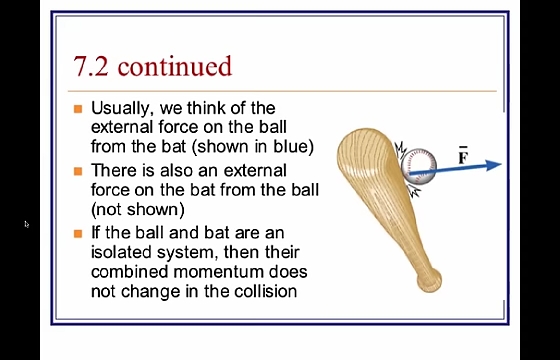 7.2 continued
Usually, we think of the
external force on the ball
from the bat (shown in blue)
There is also an external
force on the bat from the ball
(not shown)
If the ball and bat are an
isolated system, then their
combined momentum does
not change in the collision
F̅